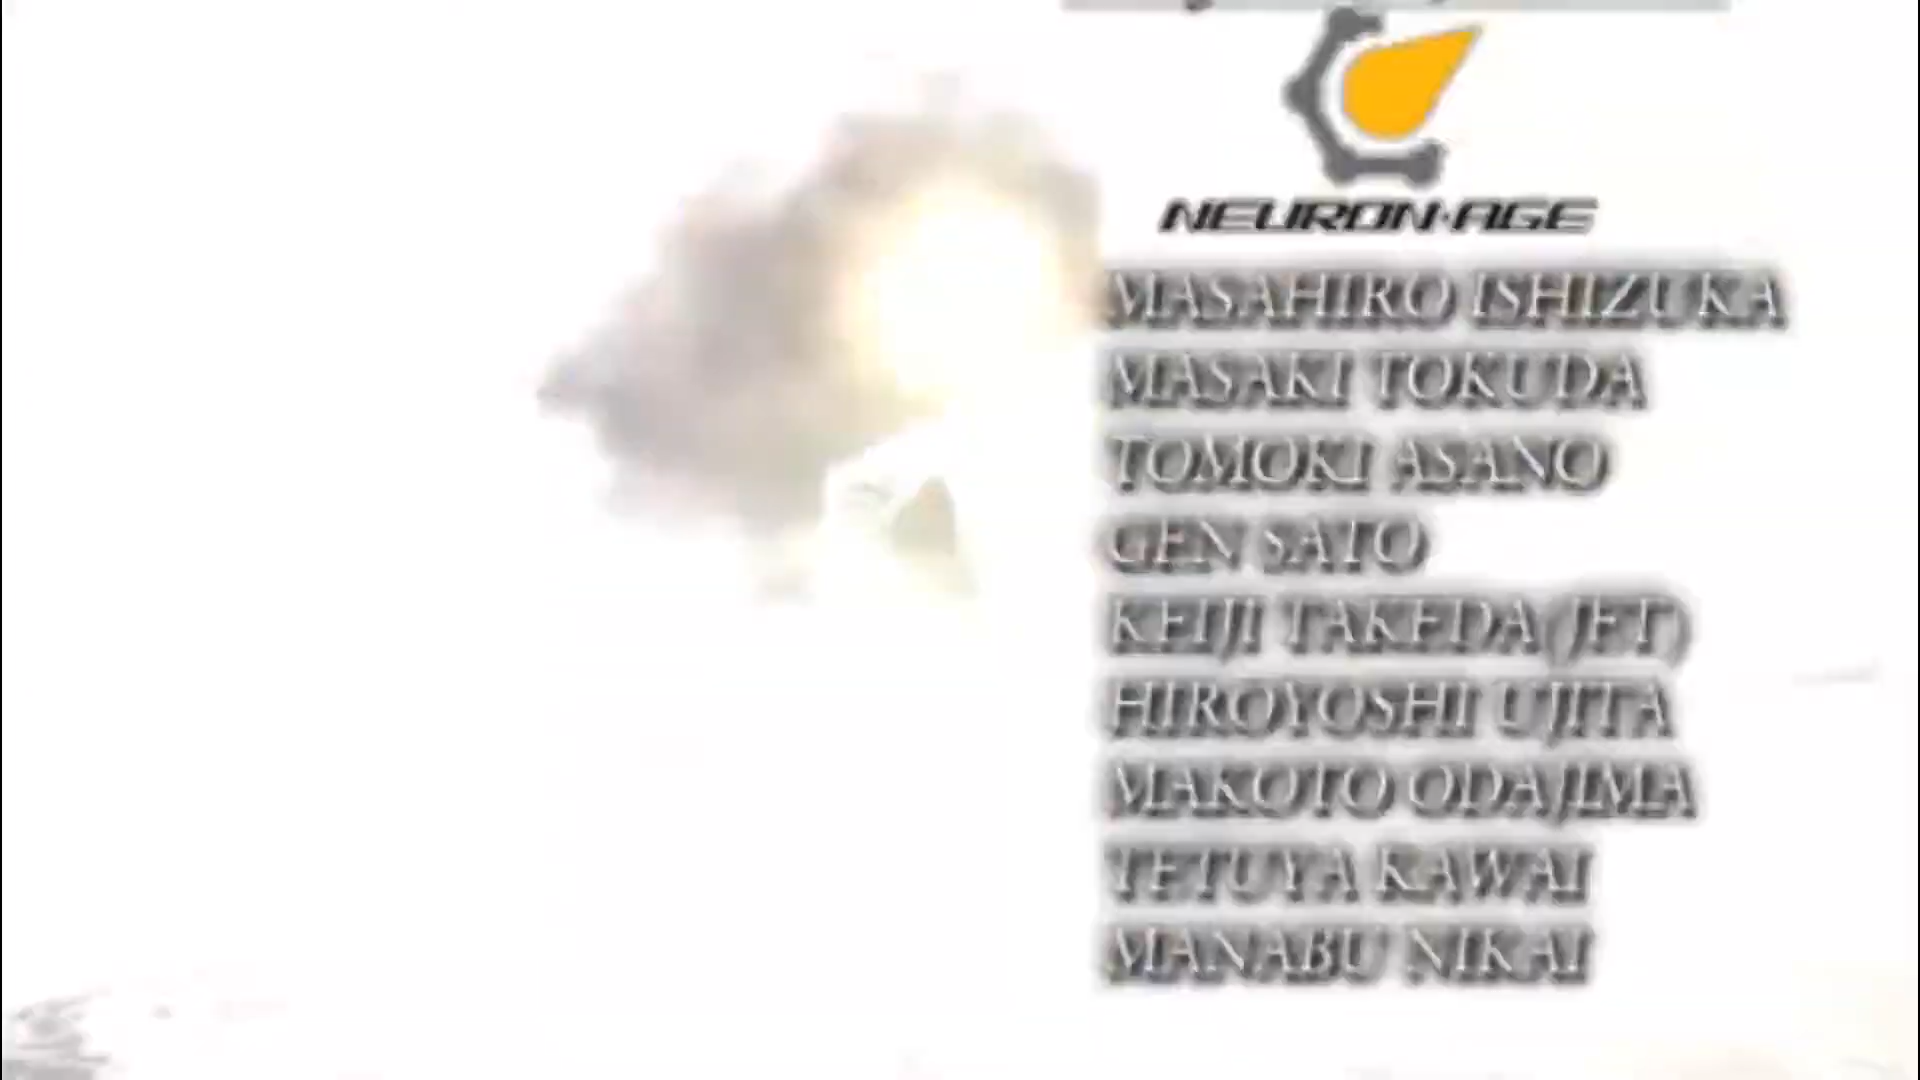 NEURON·AGE
MASAHIRO ISHIZUKA
MASAKI TOKUDA
TOMOKI ASANO
GEN SATO
KEIJI TAKEDA(JET)
HIROYOSHI UJITA
MAKOTO ODAJIMA
TETUYA KAWAI
MANABU NIKAI